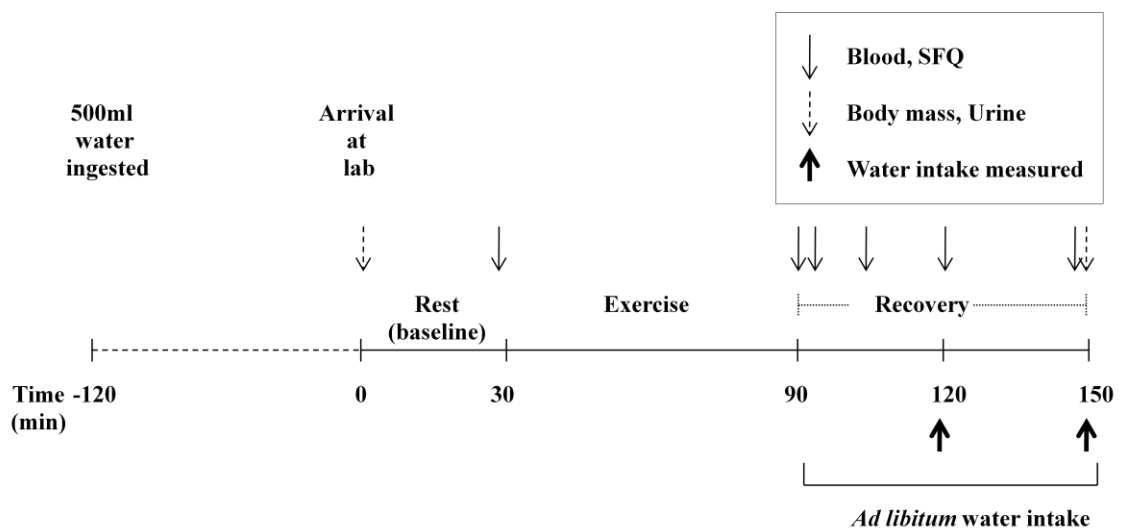 Blood, SFQ
Body mass, Urine
Water intake measured
500ml
water
ingested
Arrival
at
lab
Rest
(baseline)
Exercise
Recovery
Time -120
(min)
0
30
90
120
150
Ad libitum water intake